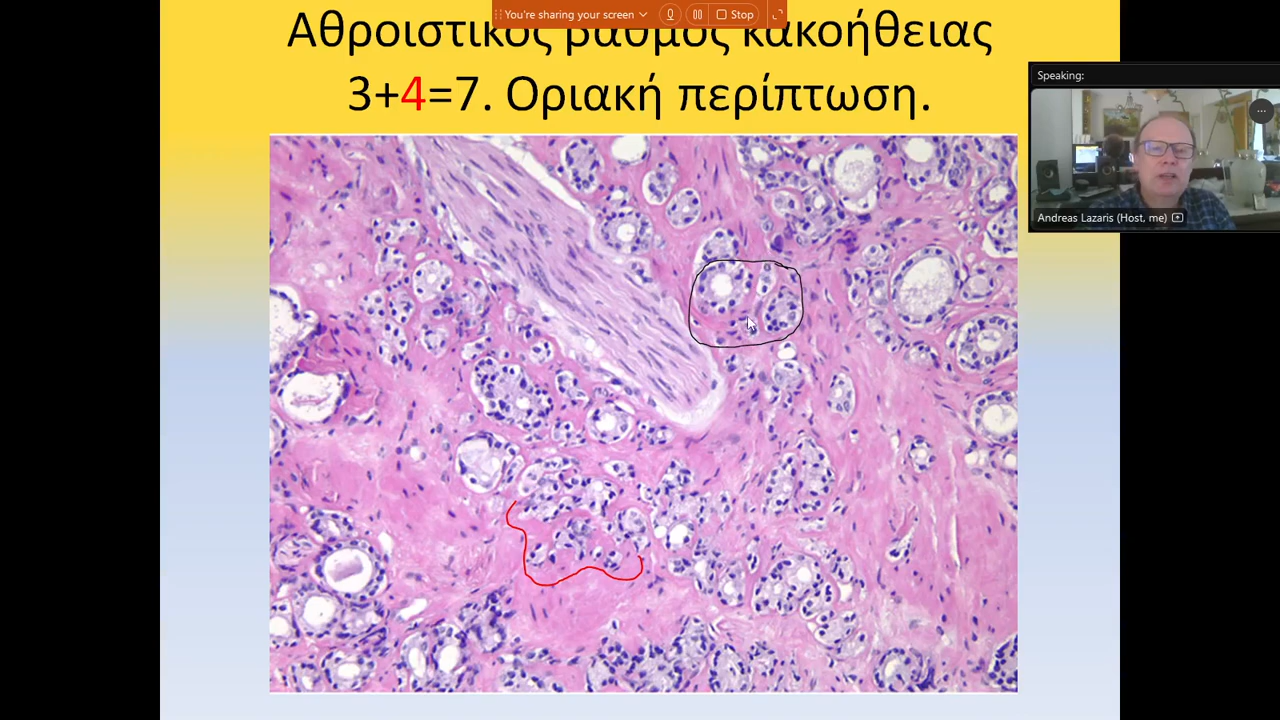 You're sharing your screen
Stop
Αθροιστικός βαθμός κακοήθειας
3+4=7. Οριακή περίπτωση.
Speaking:
Andreas Lazaris (Host, me)